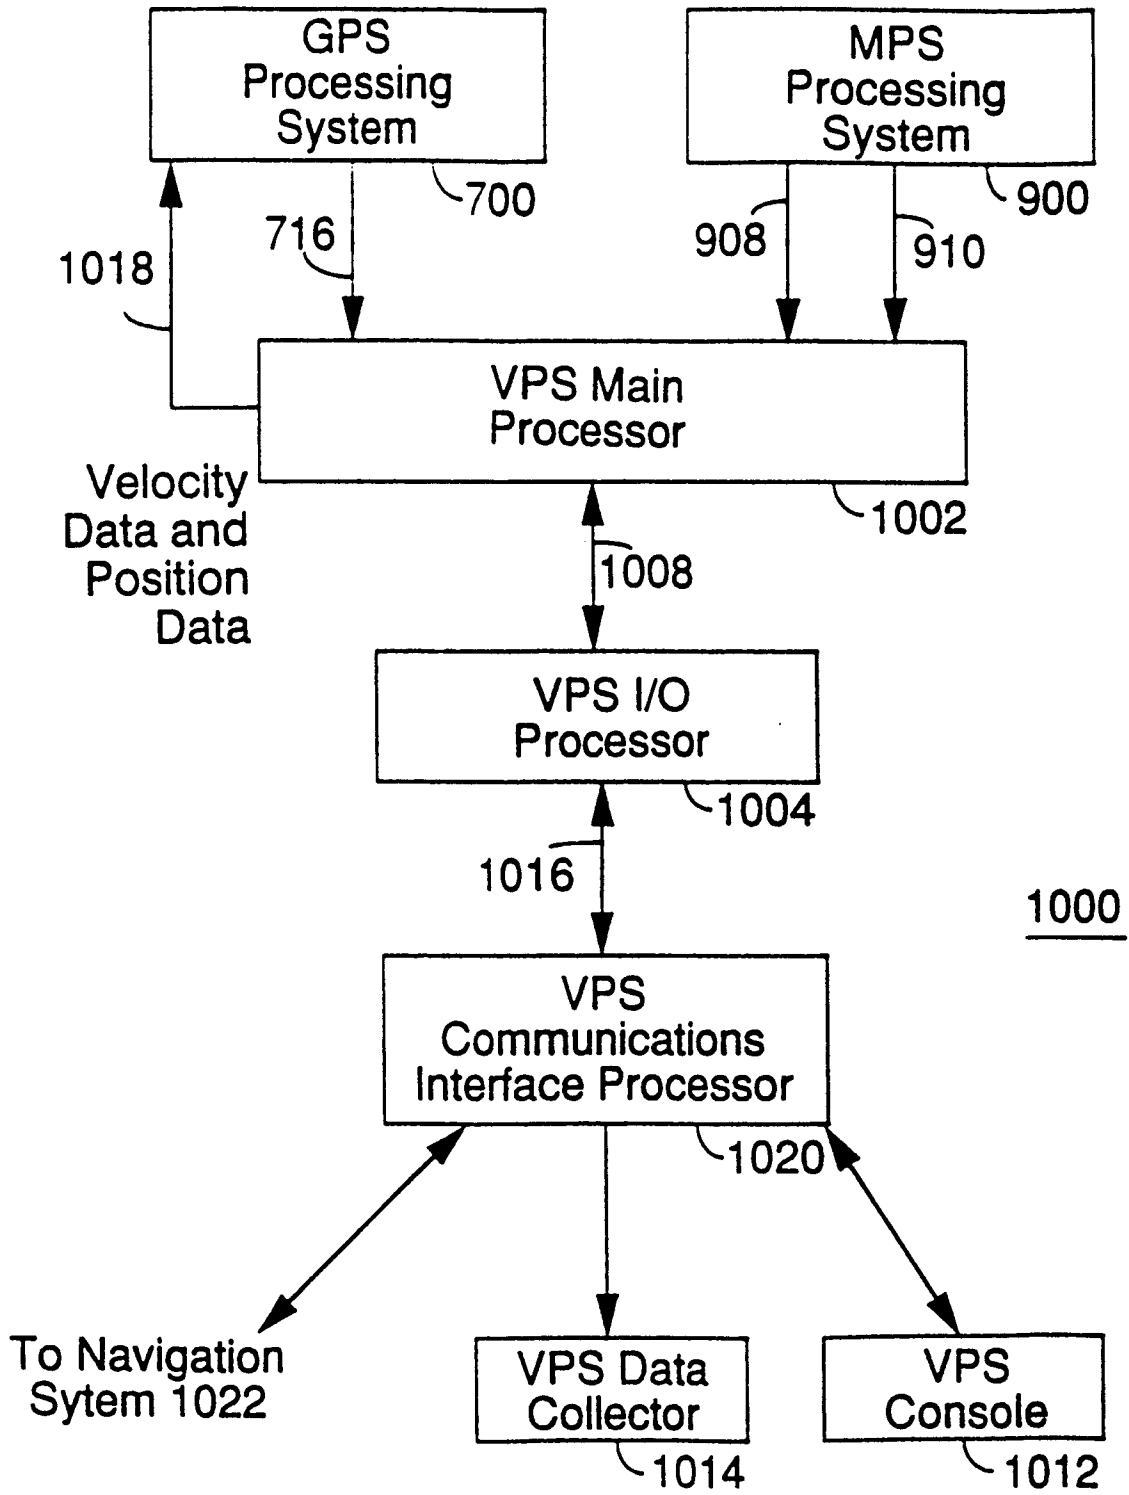 GPS
Processing
System
MPS
Processing
System
700
900
716
908
910
1018
VPS Main
Processor
Velocity
Data and
Position
Data
1002
1008
VPS I/O
Processor
1004
1016
1000
VPS
Communications
Interface Processor
1020
To Navigation
Sytem 1022
VPS Data
Collector
VPS
Console
1014
1012